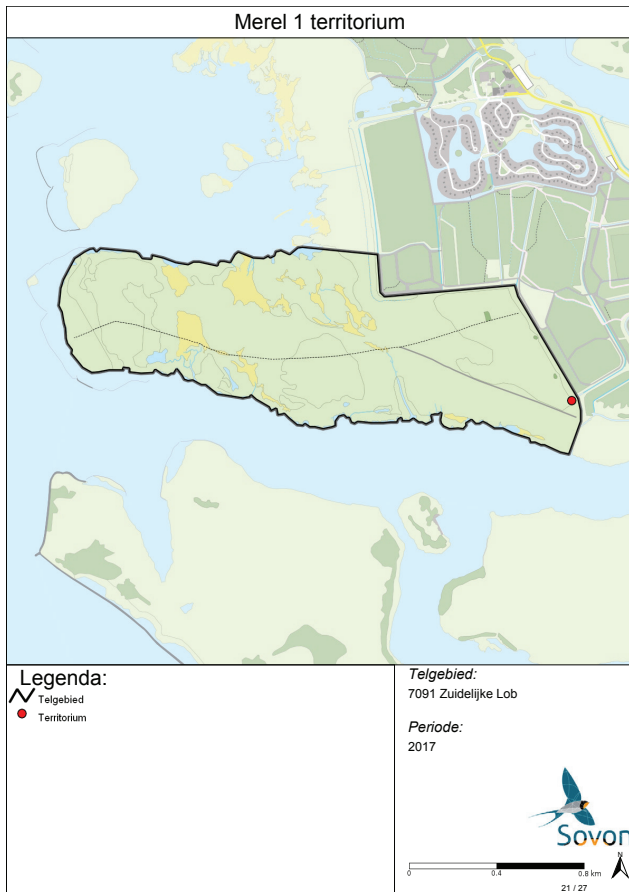 Merel 1 territorium
Legenda:
Telgebied
Territorium
Telgebied:
7091 Zuidelijke Lob
Periode:
2017
Sovon
N
0 0.4 0.8 km
21 / 27